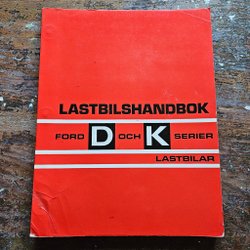 LASTBILSHANDBOK
FORD D OCH K SERIER
LASTBILAR